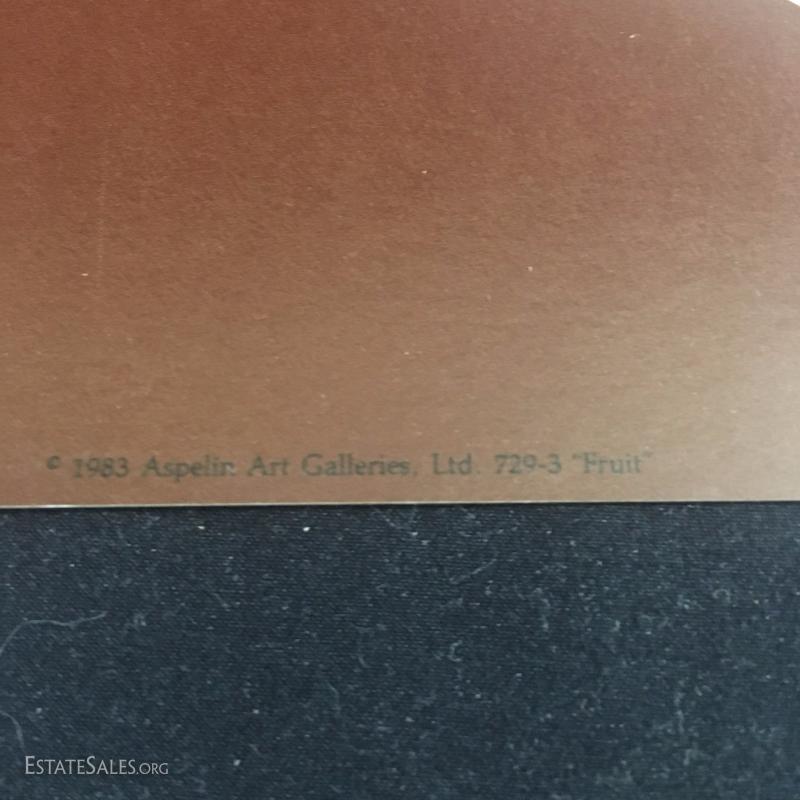 © 1983 Aspelin Art Galleries, Ltd. 729-3 "Fruit"
ESTATESALES.ORG